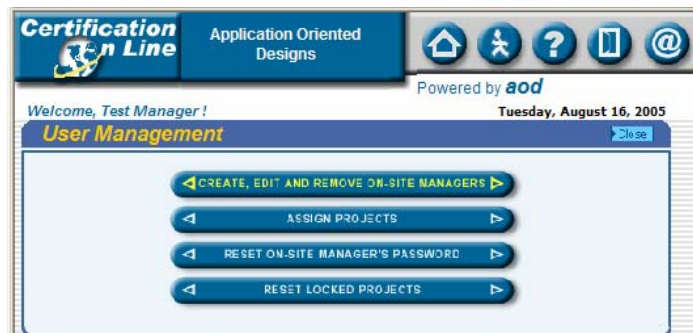 Certification
On Line
Application Oriented
Designs
?
@
Powered by aod
Welcome, Test Manager !
Tuesday, August 16, 2005
User Management
Close
CREATE, EDIT AND REMOVE ON-SITE MANAGERS
ASSIGN PROJECTS
RESET ON-SITE MANAGER'S PASSWORD
RESET LOCKED PROJECTS